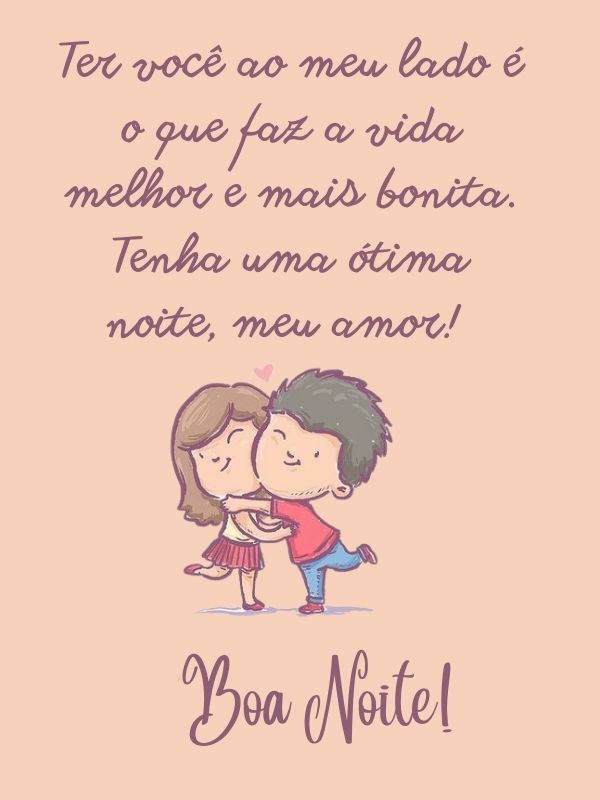 Ter você ao meu lado é
o que faz a vida
melhor e mais bonita.
Tenha uma ótima
noite, meu amor!
Boa Noite!